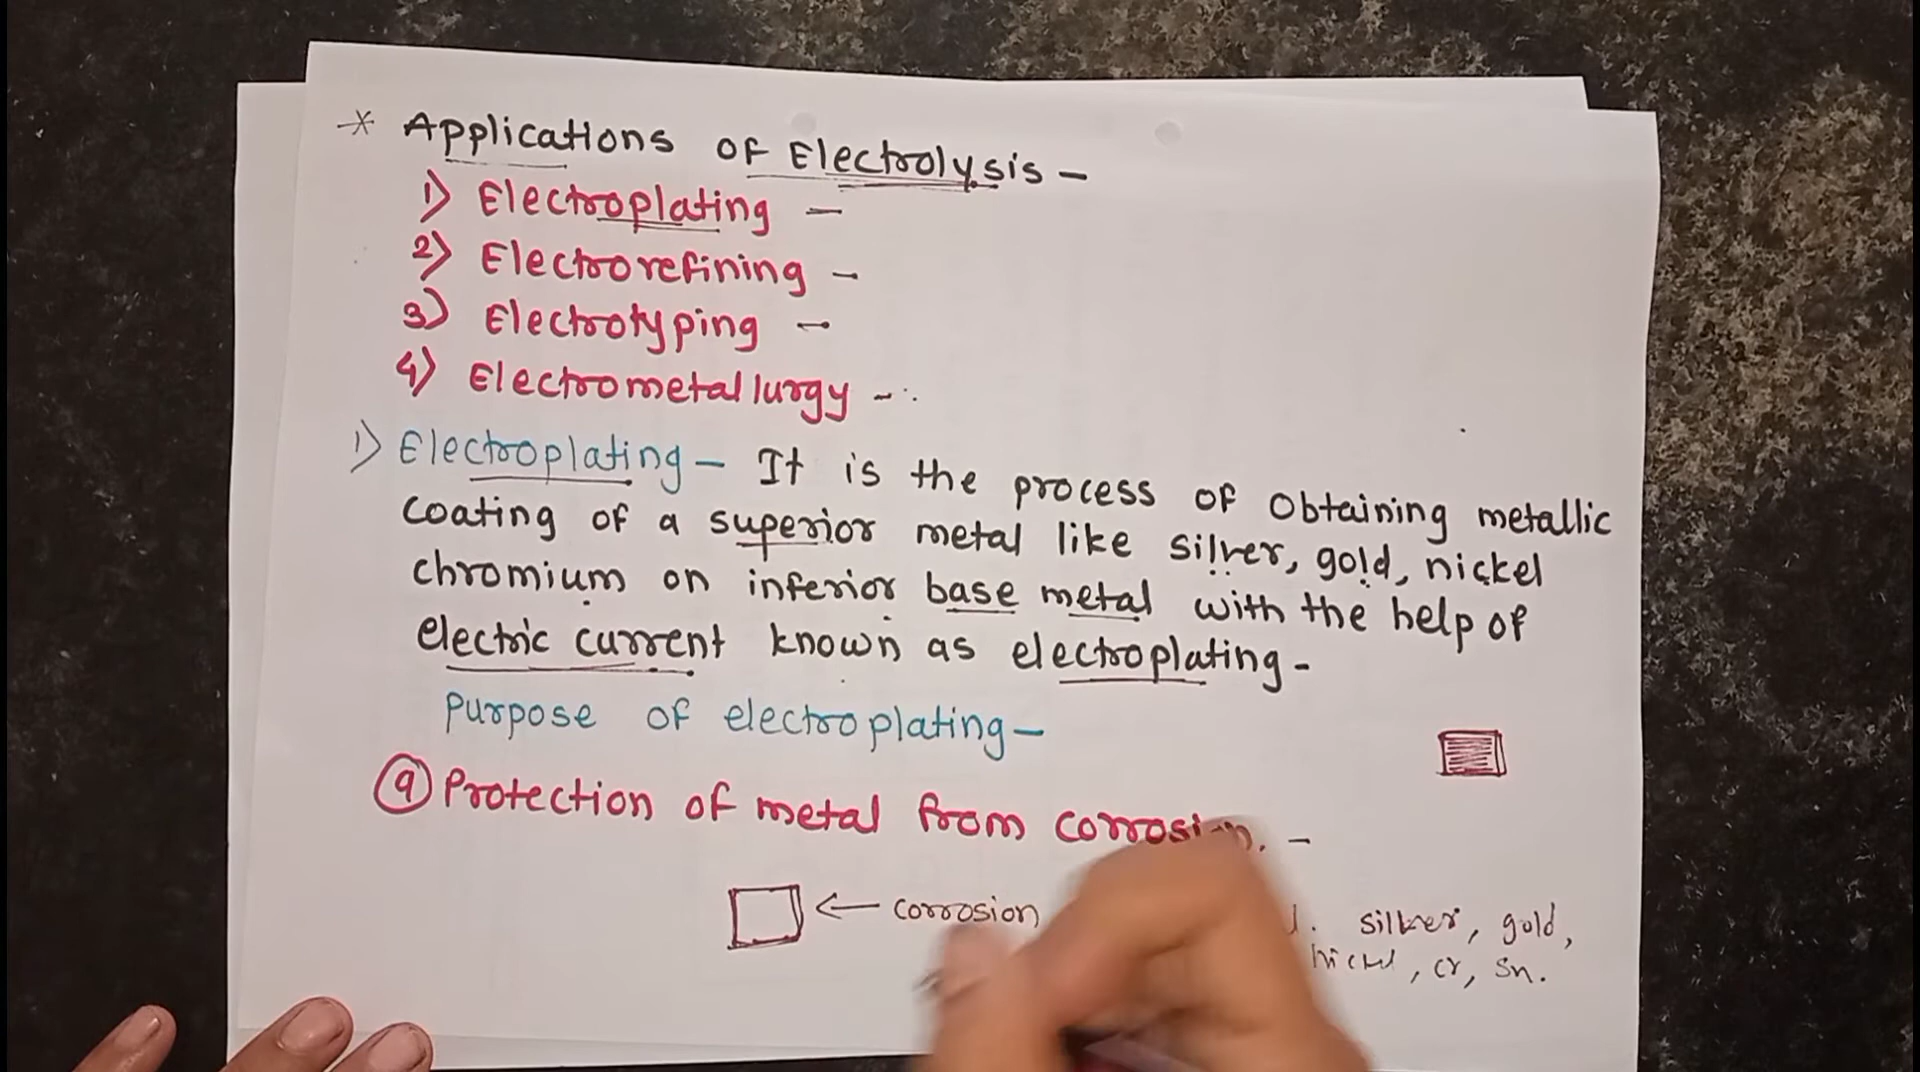 * Applications of Electrolysis -
1) Electroplating -
2) Electrorefining -
3) Electrotyping -
4) Electrometallurgy -
1) Electroplating - It is the process of obtaining metallic
coating of a superior metal like silver, gold, nickel
chromium on inferior base metal with the help of
electric current known as electroplating -
Purpose of electroplating -
a Protection of metal from corrosion. -
← corrosion
silver, gold,
nickel, cr, sn.